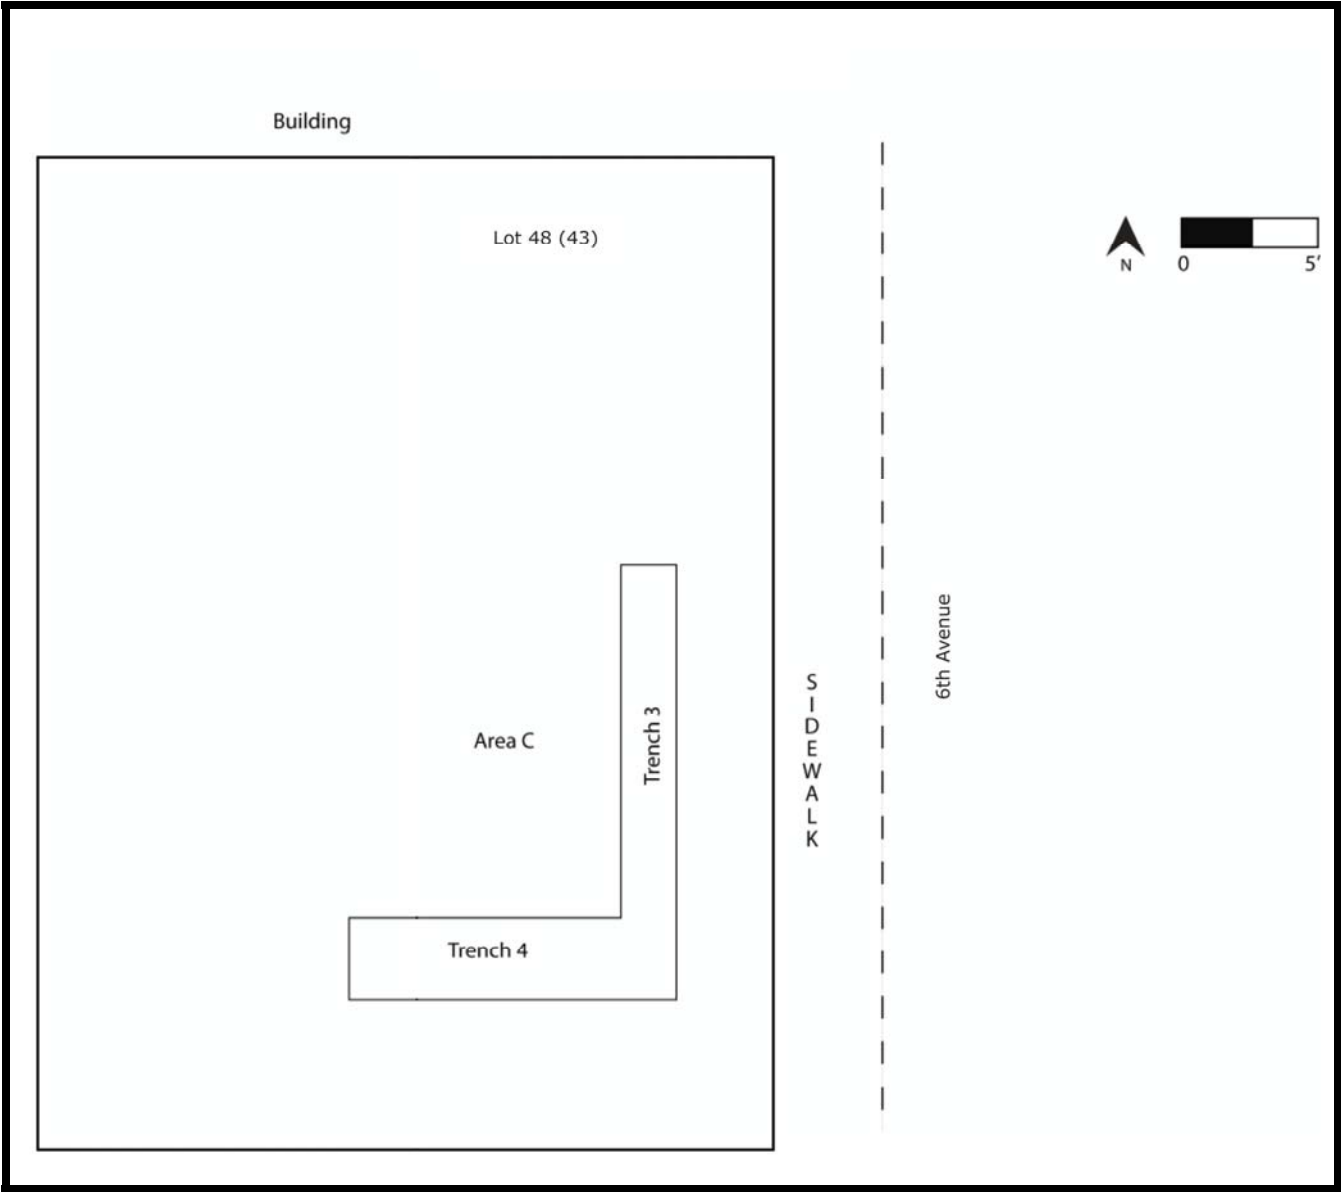 Building
Lot 48 (43)
N
0
5'
6th Avenue
SIDEWALK
Trench 3
Area C
Trench 4